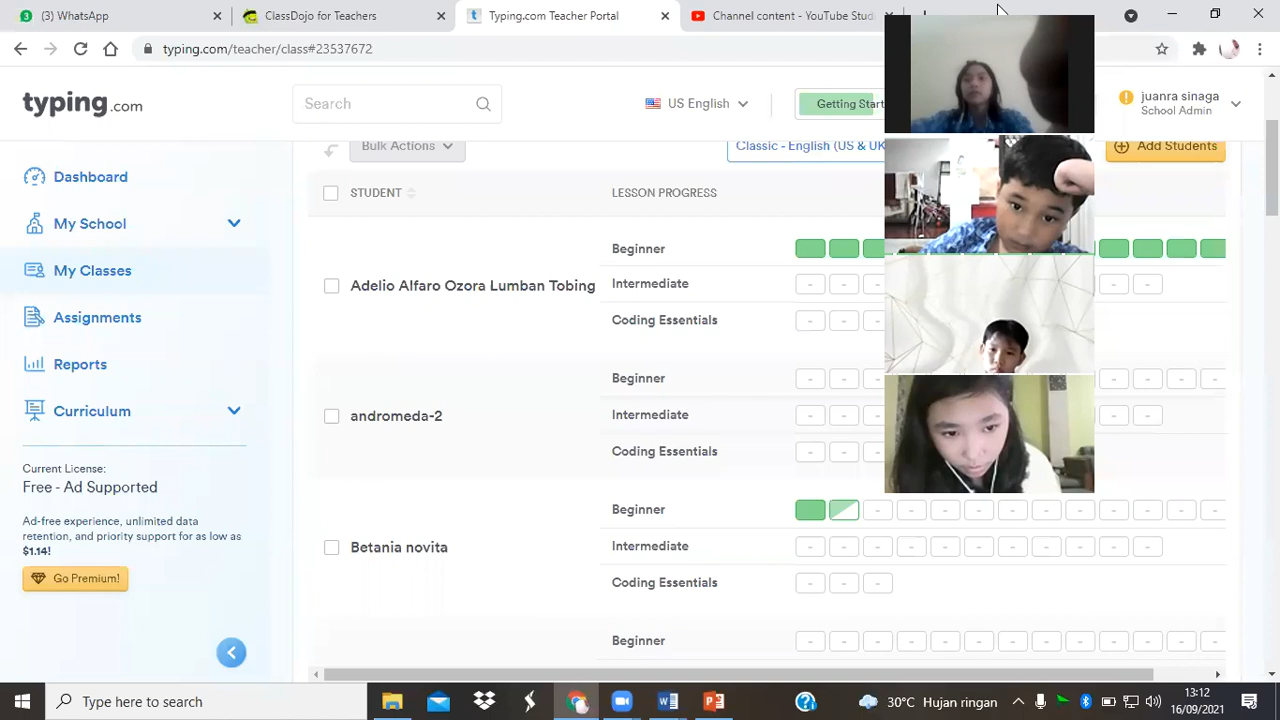 (3) WhatsApp
ClassDojo for Teachers
Typing.com Teacher Portal
Channel content - YouTube Stu
typing.com/teacher/class#23537672
typing.com
Search
US English
Getting Start
juanra sinaga
School Admin
Bulk Actions
Classic - English (US & UK
Add Students
Dashboard
My School
My Classes
Assignments
Reports
Curriculum
Current License:
Free - Ad Supported
Ad-free experience, unlimited data
retention, and priority support for as low as
$1.14!
Go Premium!
STUDENT
LESSON PROGRESS
Adelio Alfaro Ozora Lumban Tobing
Beginner
Intermediate
Coding Essentials
andromeda-2
Beginner
Intermediate
Coding Essentials
Betania novita
Beginner
Intermediate
Coding Essentials
Beginner
Type here to search
30°C Hujan ringan
13:12
16/09/2021